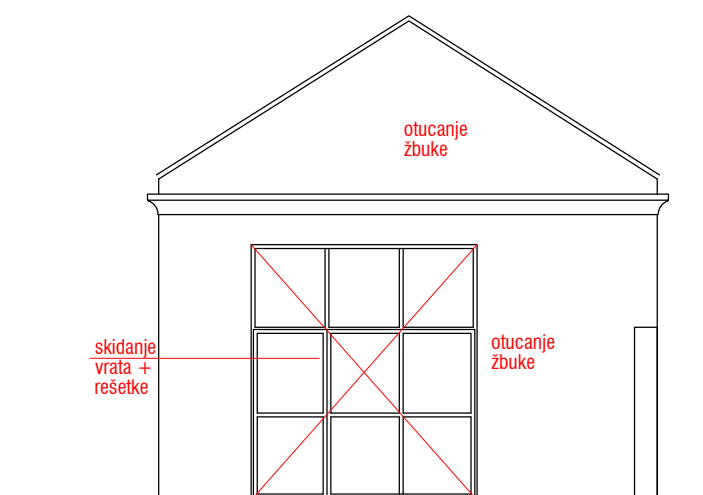 otucanje
žbuke
skidanje
vrata +
rešetke
otucanje
žbuke